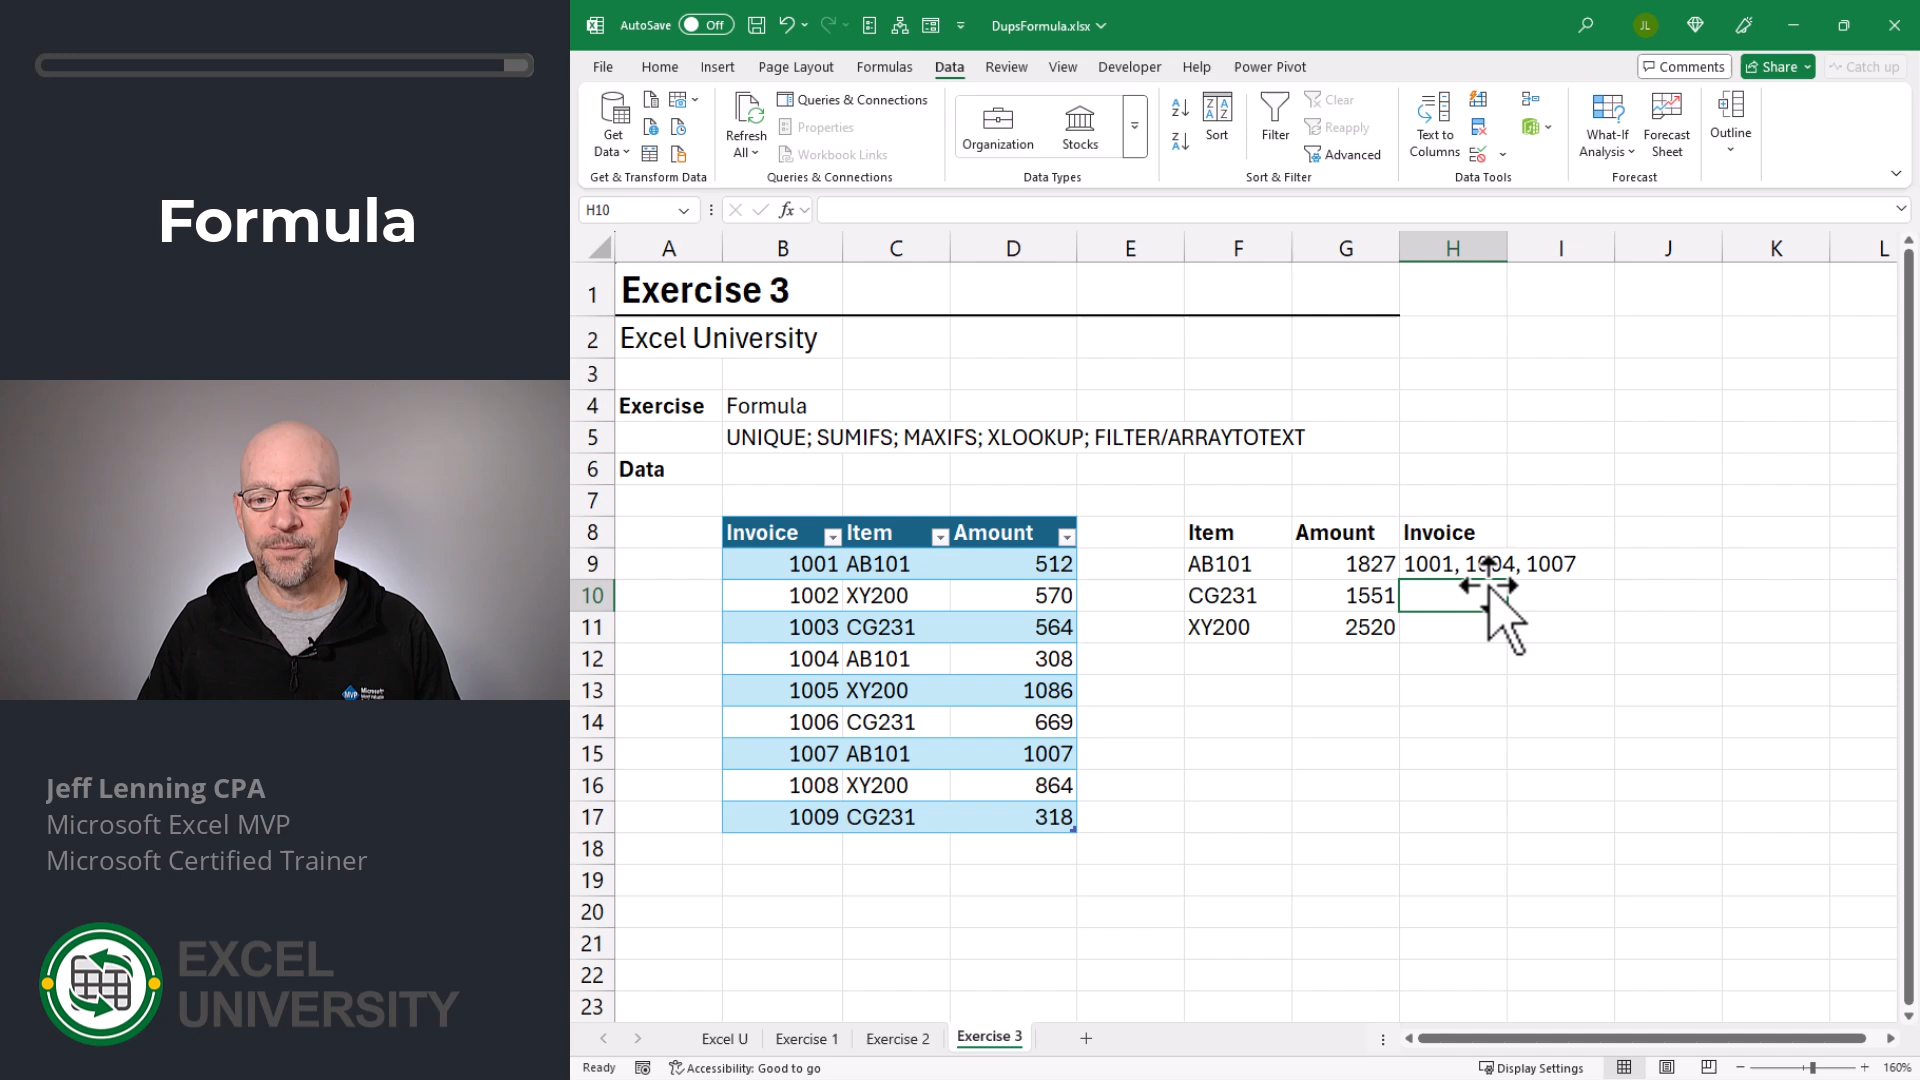 Formula
Jeff Lenning CPA
Microsoft Excel MVP
Microsoft Certified Trainer
EXCEL
UNIVERSITY
AutoSave Off
DupsFormula.xlsx
JL
File Home Insert Page Layout Formulas Data Review View Developer Help Power Pivot
Comments Share Catch up
Get Data
Refresh All
Queries & Connections
Properties
Workbook Links
Organization
Stocks
Sort
Filter
Clear
Reapply
Advanced
Text to Columns
What-If Analysis
Forecast Sheet
Outline
Get & Transform Data Queries & Connections Data Types Sort & Filter Data Tools Forecast
H10 fx
A B C D E F G H I J K L
1 Exercise 3
2 Excel University
3
4 Exercise Formula
5 UNIQUE; SUMIFS; MAXIFS; XLOOKUP; FILTER/ARRAYTOTEXT
6 Data
7
8 Invoice Item Amount Item Amount Invoice
9 1001 AB101 512 AB101 1827 1001, 1004, 1007
10 1002 XY200 570 CG231 1551
11 1003 CG231 564 XY200 2520
12 1004 AB101 308
13 1005 XY200 1086
14 1006 CG231 669
15 1007 AB101 1007
16 1008 XY200 864
17 1009 CG231 318
18
19
20
21
22
23
Excel U Exercise 1 Exercise 2 Exercise 3
Ready Accessibility: Good to go Display Settings 160%